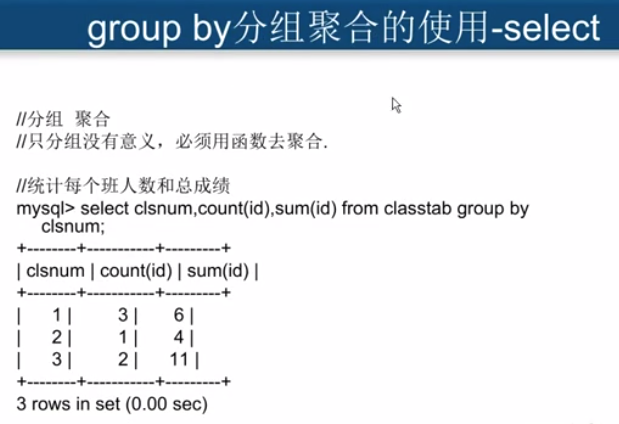 group by分组聚合的使用-select
//分组 聚合
//只分组没有意义，必须用函数去聚合.
//统计每个班人数和总成绩
mysql> select clsnum,count(id),sum(id) from classtab group by
clsnum;
+--------+-----------+---------+
| clsnum | count(id) | sum(id) |
+--------+-----------+---------+
| 1 | 3 | 6 |
| 2 | 1 | 4 |
| 3 | 2 | 11 |
+--------+-----------+---------+
3 rows in set (0.00 sec)